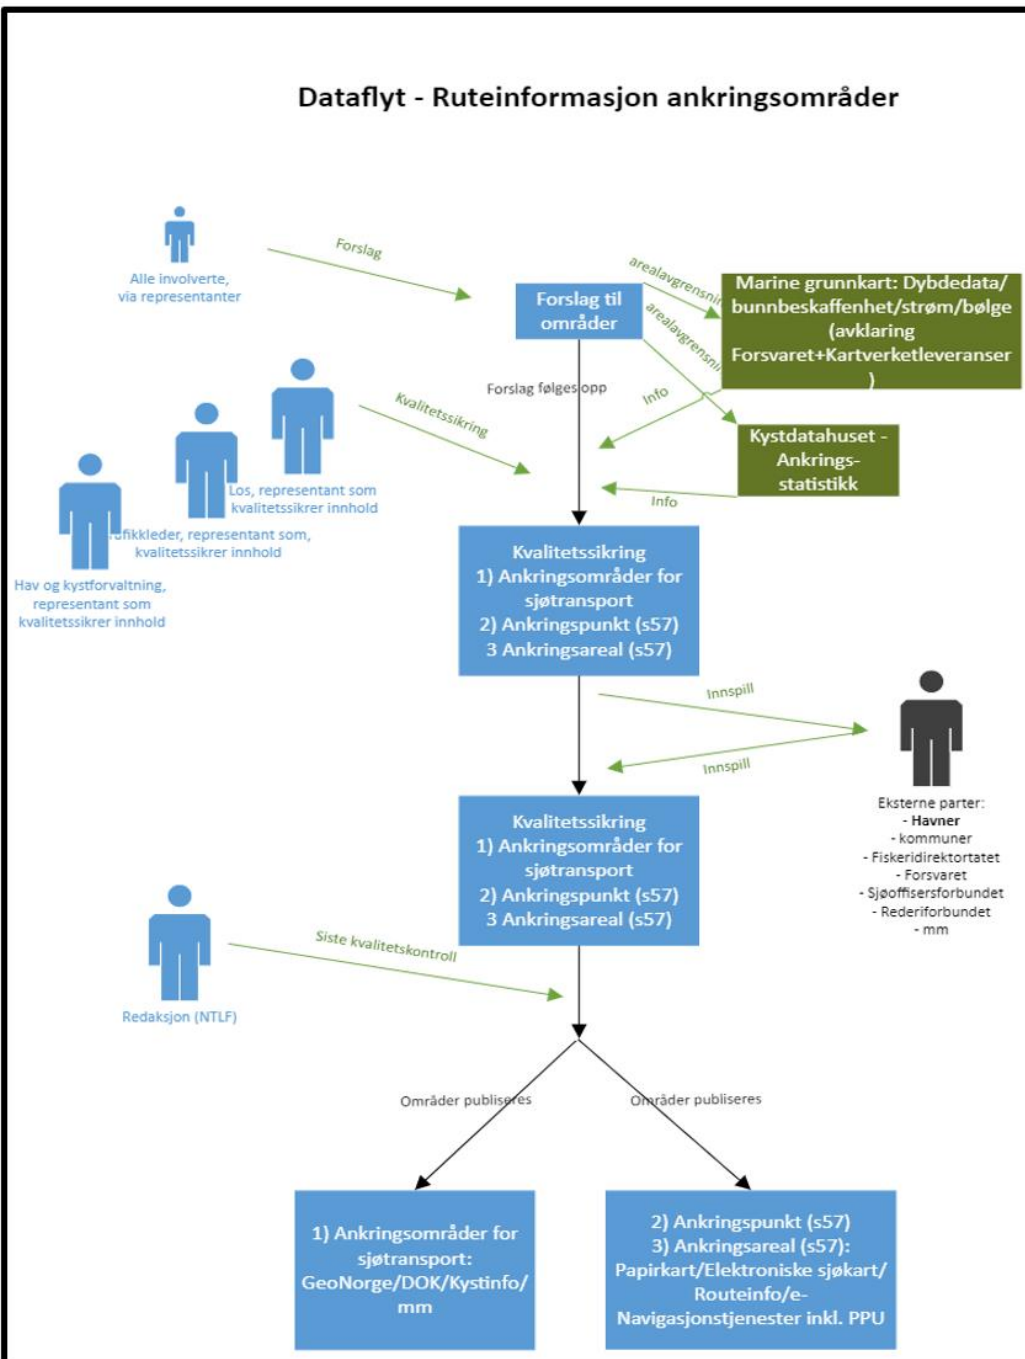 Dataflyt - Ruteinformasjon ankringsområder
Alle involverte,
via representanter
Forslag
Forslag til
områder
arealavgrensnin
arealavgrensnin
Marine grunnkart: Dybdedata/
bunnbeskaffenhet/strøm/bølge
(avklaring
Forsvaret+Kartverketleveranser
)
Forslag følges opp
Info
Kvalitetssikring
Kystdatahuset -
Ankrings-
statistikk
Info
Los, representant som
kvalitetssikrer innhold
afikkleder, representant som,
kvalitetssikrer innhold
Hav og kystforvaltning,
representant som
kvalitetssikrer innhold
Kvalitetssikring
1) Ankringsområder for
sjøtransport
2) Ankringspunkt (s57)
3 Ankringsareal (s57)
Innspill
Innspill
Eksterne parter:
- Havner
- kommuner
- Fiskeridirektortatet
- Forsvaret
- Sjøoffisersforbundet
- Rederiforbundet
- mm
Kvalitetssikring
1) Ankringsområder for
sjøtransport
2) Ankringspunkt (s57)
3 Ankringsareal (s57)
Siste kvalitetskontroll
Redaksjon (NTLF)
Områder publiseres
Områder publiseres
1) Ankringsområder for
sjøtransport:
GeoNorge/DOK/Kystinfo/
mm
2) Ankringspunkt (s57)
3) Ankringsareal (s57):
Papirkart/Elektroniske sjøkart/
Routeinfo/e-
Navigasjonstjenester inkl. PPU